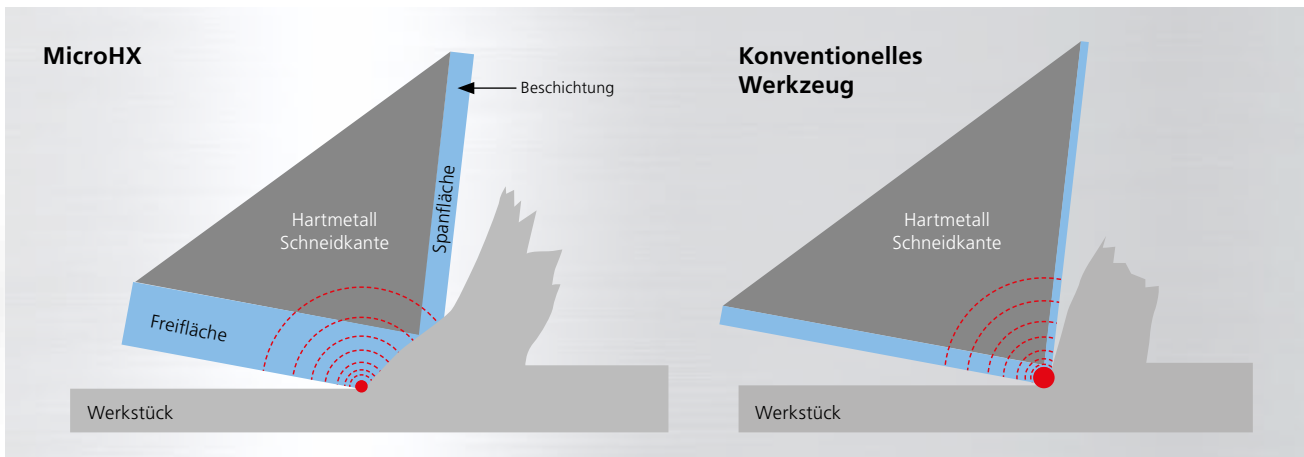 MicroHX
Beschichtung
Spanfläche
Hartmetall
Schneidkante
Freifläche
Werkstück
Konventionelles
Werkzeug
Hartmetall
Schneidkante
Werkstück